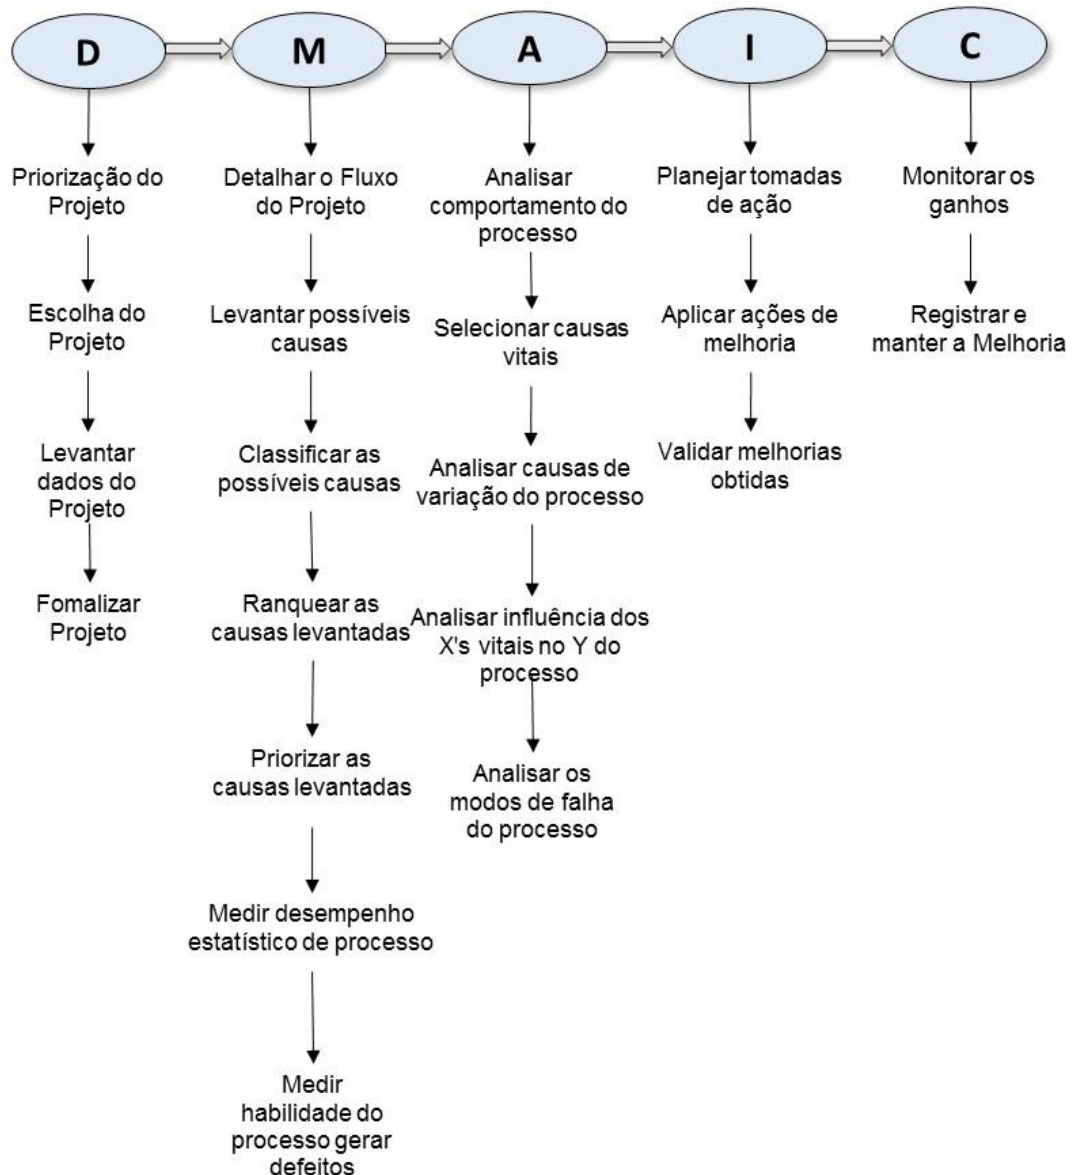 D
M
A
I
C
Priorização do
Projeto
Escolha do
Projeto
Levantar
dados do
Projeto
Fomalizar
Projeto
Detalhar o Fluxo
do Projeto
Levantar possíveis
causas
Classificar as
possíveis causas
Ranquear as
causas levantadas
Priorizar as
causas levantadas
Medir desempenho
estatístico de processo
Medir
habilidade do
processo gerar
defeitos
Analisar
comportamento do
processo
Selecionar causas
vitais
Analisar causas de
variação do processo
Analisar influência dos
X's vitais no Y do
processo
Analisar os
modos de falha
do processo
Planejar tomadas
de ação
Aplicar ações de
melhoria
Validar melhorias
obtidas
Monitorar os
ganhos
Registrar e
manter a Melhoria